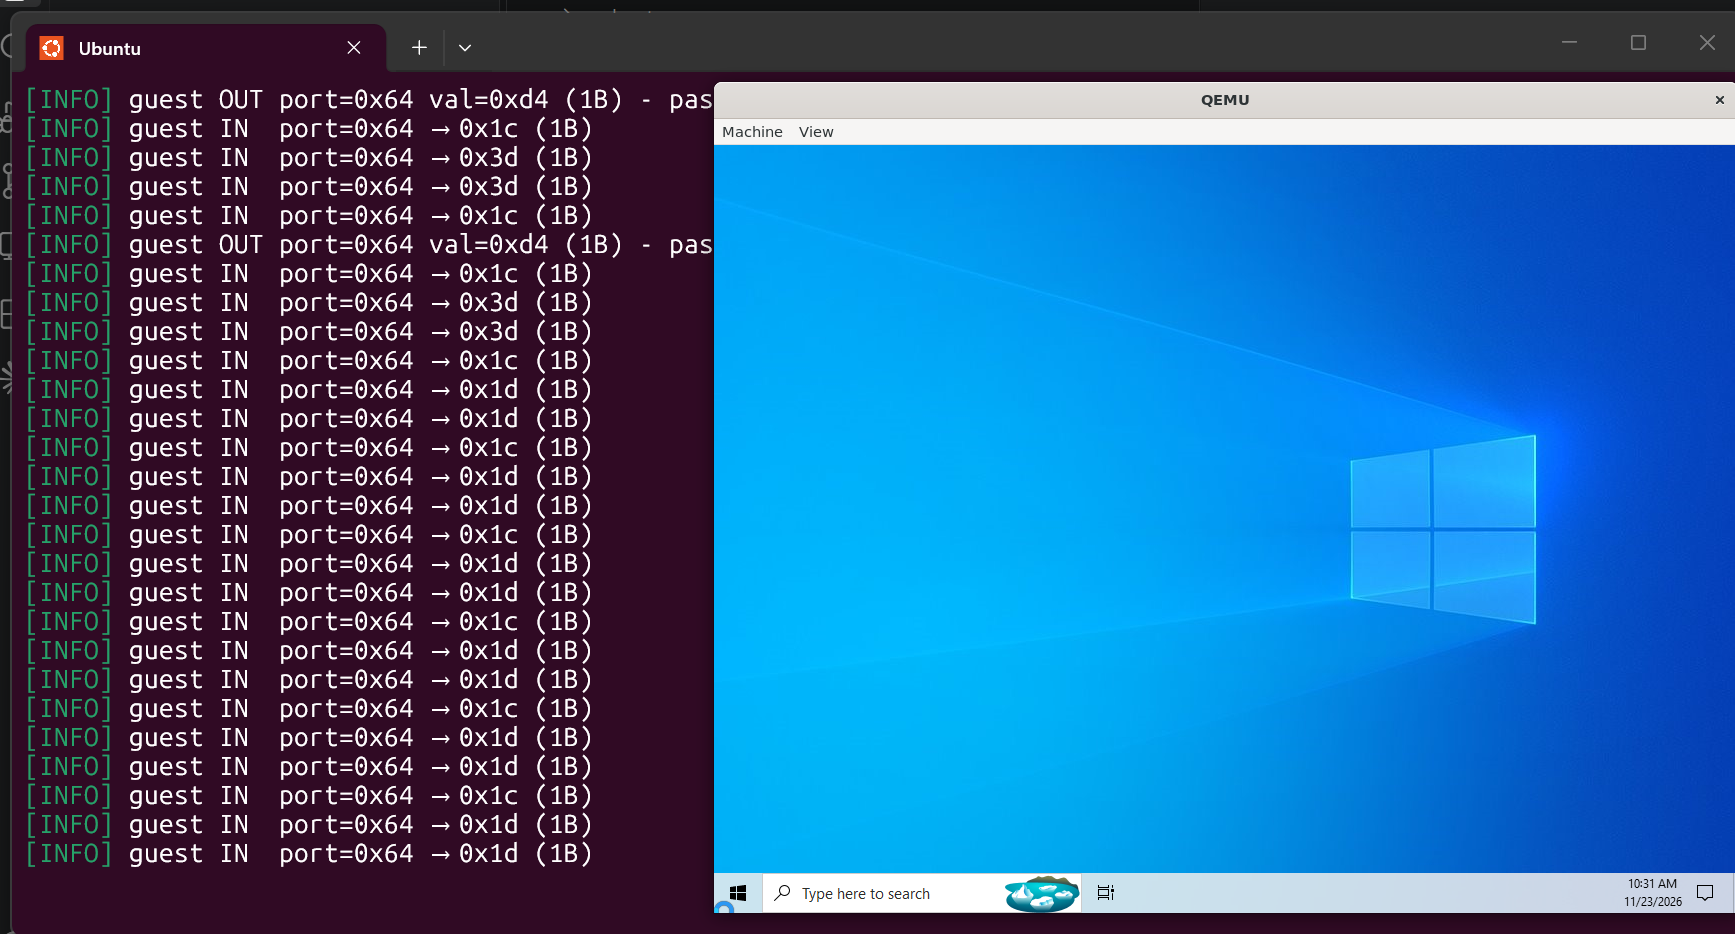 Ubuntu
[INFO] guest OUT port=0x64 val=0xd4 (1B) - pas
[INFO] guest IN  port=0x64 →0x1c (1B)
[INFO] guest IN  port=0x64 →0x3d (1B)
[INFO] guest IN  port=0x64 →0x3d (1B)
[INFO] guest IN  port=0x64 →0x1c (1B)
[INFO] guest OUT port=0x64 val=0xd4 (1B) - pas
[INFO] guest IN  port=0x64 →0x1c (1B)
[INFO] guest IN  port=0x64 →0x3d (1B)
[INFO] guest IN  port=0x64 →0x3d (1B)
[INFO] guest IN  port=0x64 →0x1c (1B)
[INFO] guest IN  port=0x64 →0x1d (1B)
[INFO] guest IN  port=0x64 →0x1d (1B)
[INFO] guest IN  port=0x64 →0x1c (1B)
[INFO] guest IN  port=0x64 →0x1d (1B)
[INFO] guest IN  port=0x64 →0x1d (1B)
[INFO] guest IN  port=0x64 →0x1c (1B)
[INFO] guest IN  port=0x64 →0x1d (1B)
[INFO] guest IN  port=0x64 →0x1d (1B)
[INFO] guest IN  port=0x64 →0x1c (1B)
[INFO] guest IN  port=0x64 →0x1d (1B)
[INFO] guest IN  port=0x64 →0x1d (1B)
[INFO] guest IN  port=0x64 →0x1c (1B)
[INFO] guest IN  port=0x64 →0x1d (1B)
[INFO] guest IN  port=0x64 →0x1d (1B)
[INFO] guest IN  port=0x64 →0x1c (1B)
[INFO] guest IN  port=0x64 →0x1d (1B)
[INFO] guest IN  port=0x64 →0x1d (1B)
QEMU
Machine View
Type here to search
10:31 AM
11/23/2026